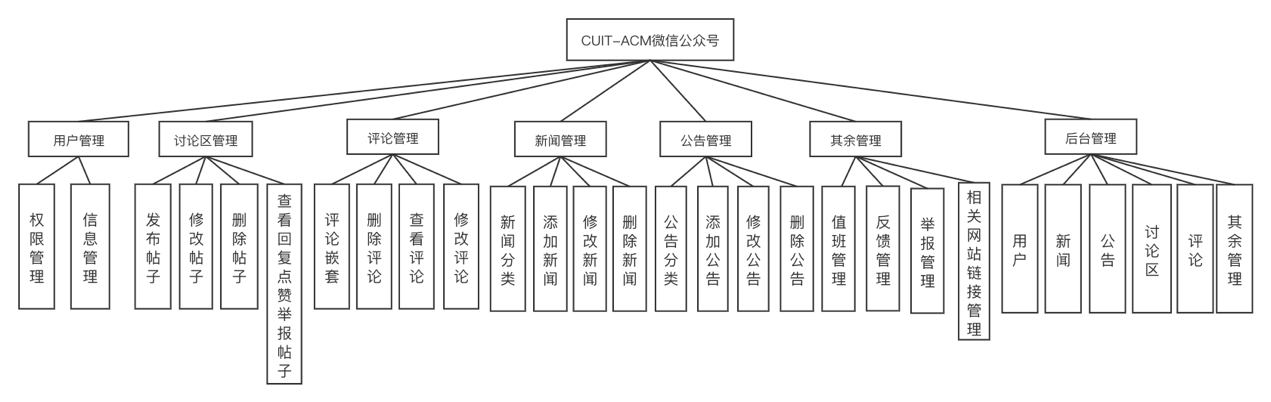 CUIT-ACM微信公众号
用户管理
讨论区管理
评论管理
新闻管理
公告管理
其余管理
后台管理
权限管理
信息管理
发布帖子
修改帖子
删除帖子
查看回复点赞举报帖子
评论嵌套
删除评论
查看评论
修改评论
新闻分类
添加新闻
修改新闻
删除新闻
公告分类
添加公告
修改公告
删除公告
值班管理
反馈管理
举报管理
相关网站链接管理
用户
新闻
公告
讨论区
评论
其余管理